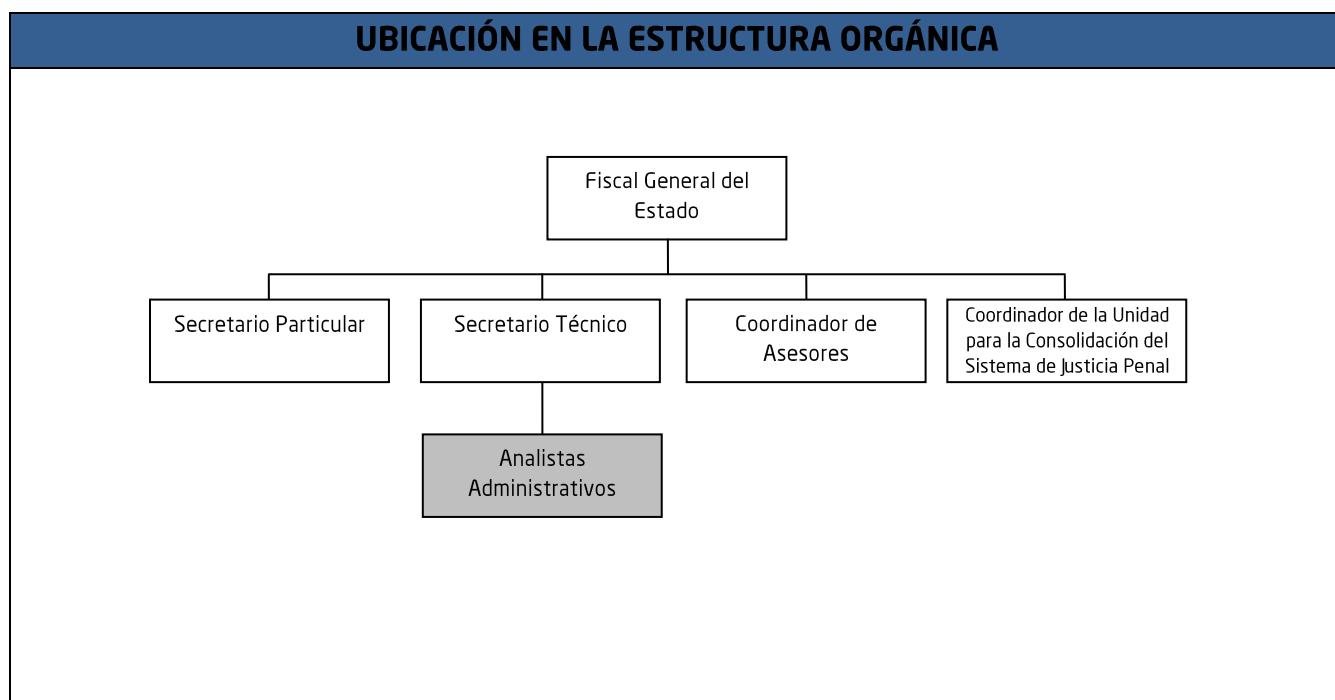 UBICACIÓN EN LA ESTRUCTURA ORGÁNICA
Fiscal General del
Estado
Secretario Particular
Secretario Técnico
Coordinador de
Asesores
Coordinador de la Unidad
para la Consolidación del
Sistema de Justicia Penal
Analistas
Administrativos